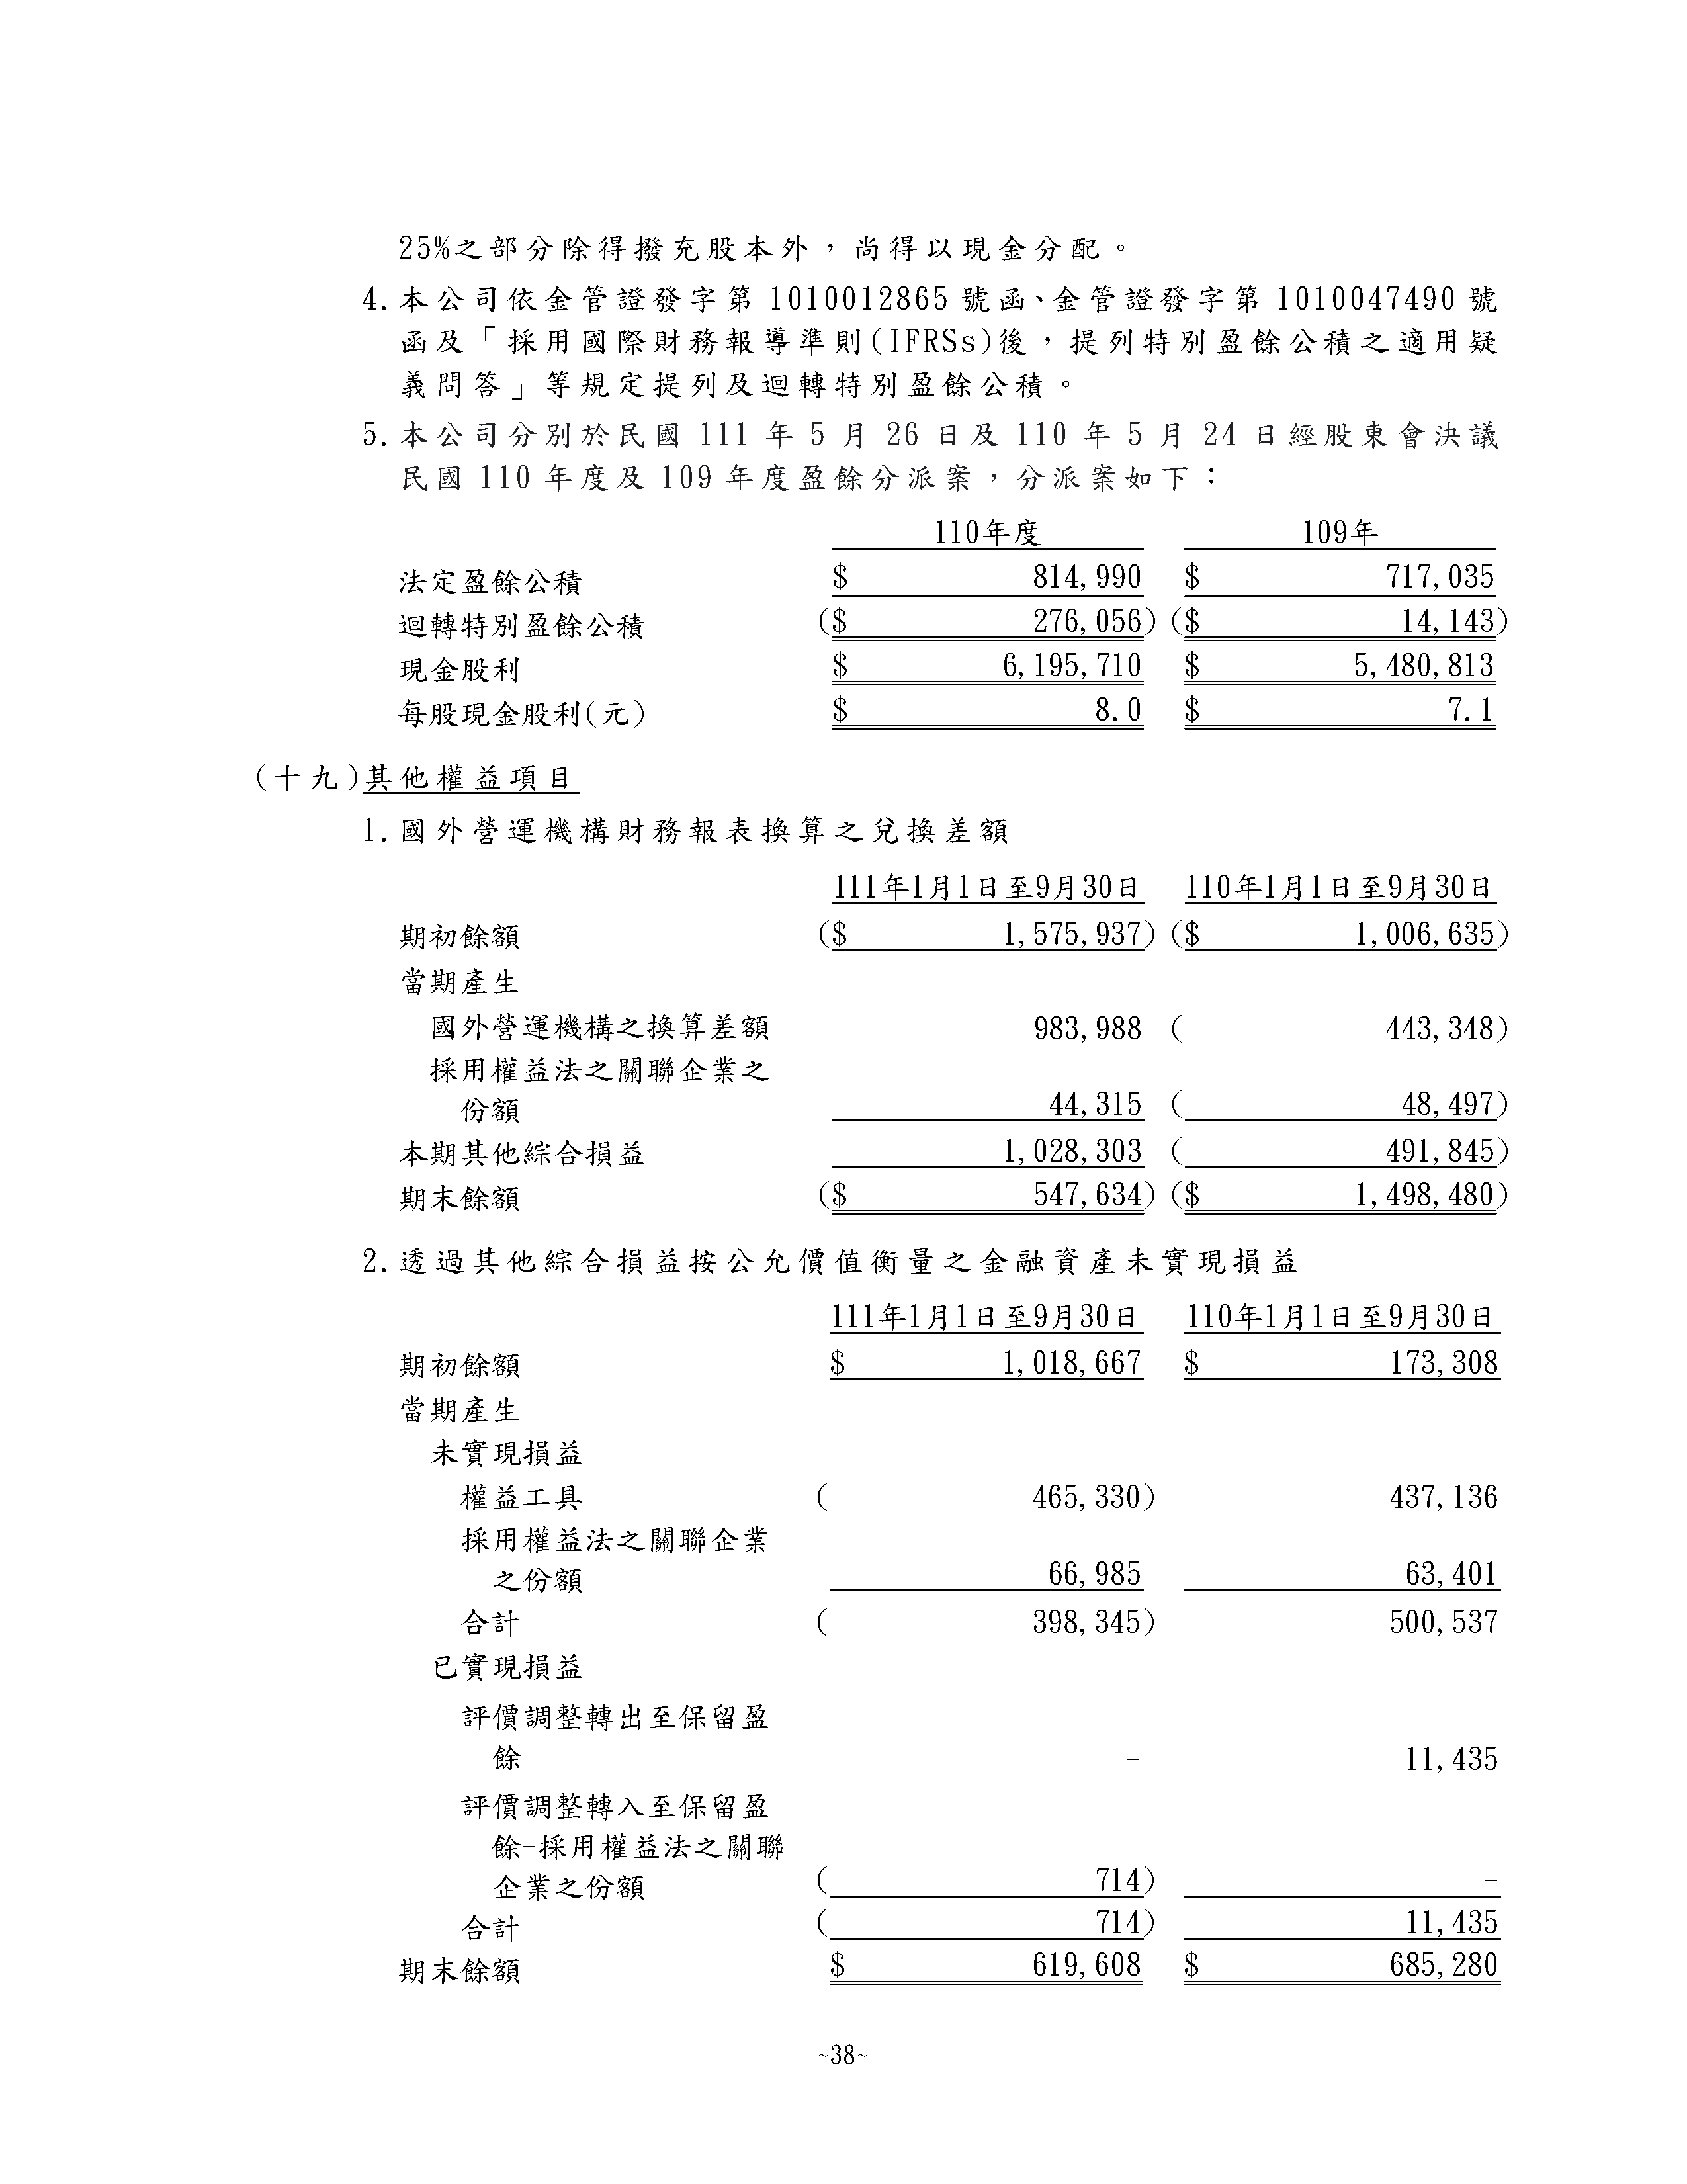 25%之部分除得撥充股本外，尚得以現金分配。
4.本公司依金管證發字第 1010012865 號函、金管證發字第 1010047490 號
函及「採用國際財務報導準則(IFRSs)後，提列特別盈餘公積之適用疑
義問答」等規定提列及迴轉特別盈餘公積。
5.本公司分別於民國 111 年 5 月 26 日及 110 年 5 月 24 日經股東會決議
民國 110 年度及 109 年度盈餘分派案，分派案如下：
110年度 109年
法定盈餘公積 $ 814,990 $ 717,035
迴轉特別盈餘公積 ($ 276,056) ($ 14,143)
現金股利 $ 6,195,710 $ 5,480,813
每股現金股利(元) $ 8.0 $ 7.1
(十九)其他權益項目
1.國外營運機構財務報表換算之兌換差額
111年1月1日至9月30日 110年1月1日至9月30日
期初餘額 ($ 1,575,937) ($ 1,006,635)
當期產生
國外營運機構之換算差額 983,988 ( 443,348)
採用權益法之關聯企業之
份額 44,315 ( 48,497)
本期其他綜合損益 1,028,303 ( 491,845)
期末餘額 ($ 547,634) ($ 1,498,480)
2.透過其他綜合損益按公允價值衡量之金融資產未實現損益
111年1月1日至9月30日 110年1月1日至9月30日
期初餘額 $ 1,018,667 $ 173,308
當期產生
未實現損益
權益工具 ( 465,330) 437,136
採用權益法之關聯企業
之份額 66,985 63,401
合計 ( 398,345) 500,537
已實現損益
評價調整轉出至保留盈
餘 - 11,435
評價調整轉入至保留盈
餘-採用權益法之關聯
企業之份額 ( 714) -
合計 ( 714) 11,435
期末餘額 $ 619,608 $ 685,280
~38~